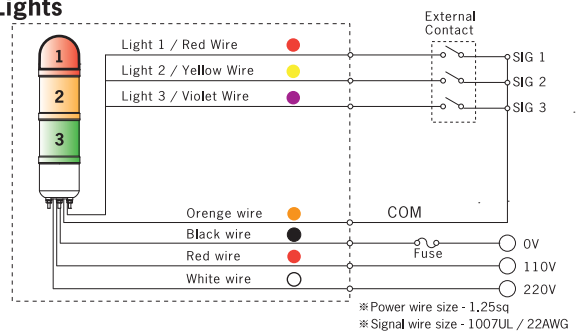 Lights
External
Contact
Light 1 / Red Wire
SIG 1
Light 2 / Yellow Wire
SIG 2
Light 3 / Violet Wire
SIG 3
1
2
3
Orenge wire
COM
Black wire
Fuse
0V
Red wire
110V
White wire
220V
※Power wire size - 1.25sq
※Signal wire size - 1007UL / 22AWG